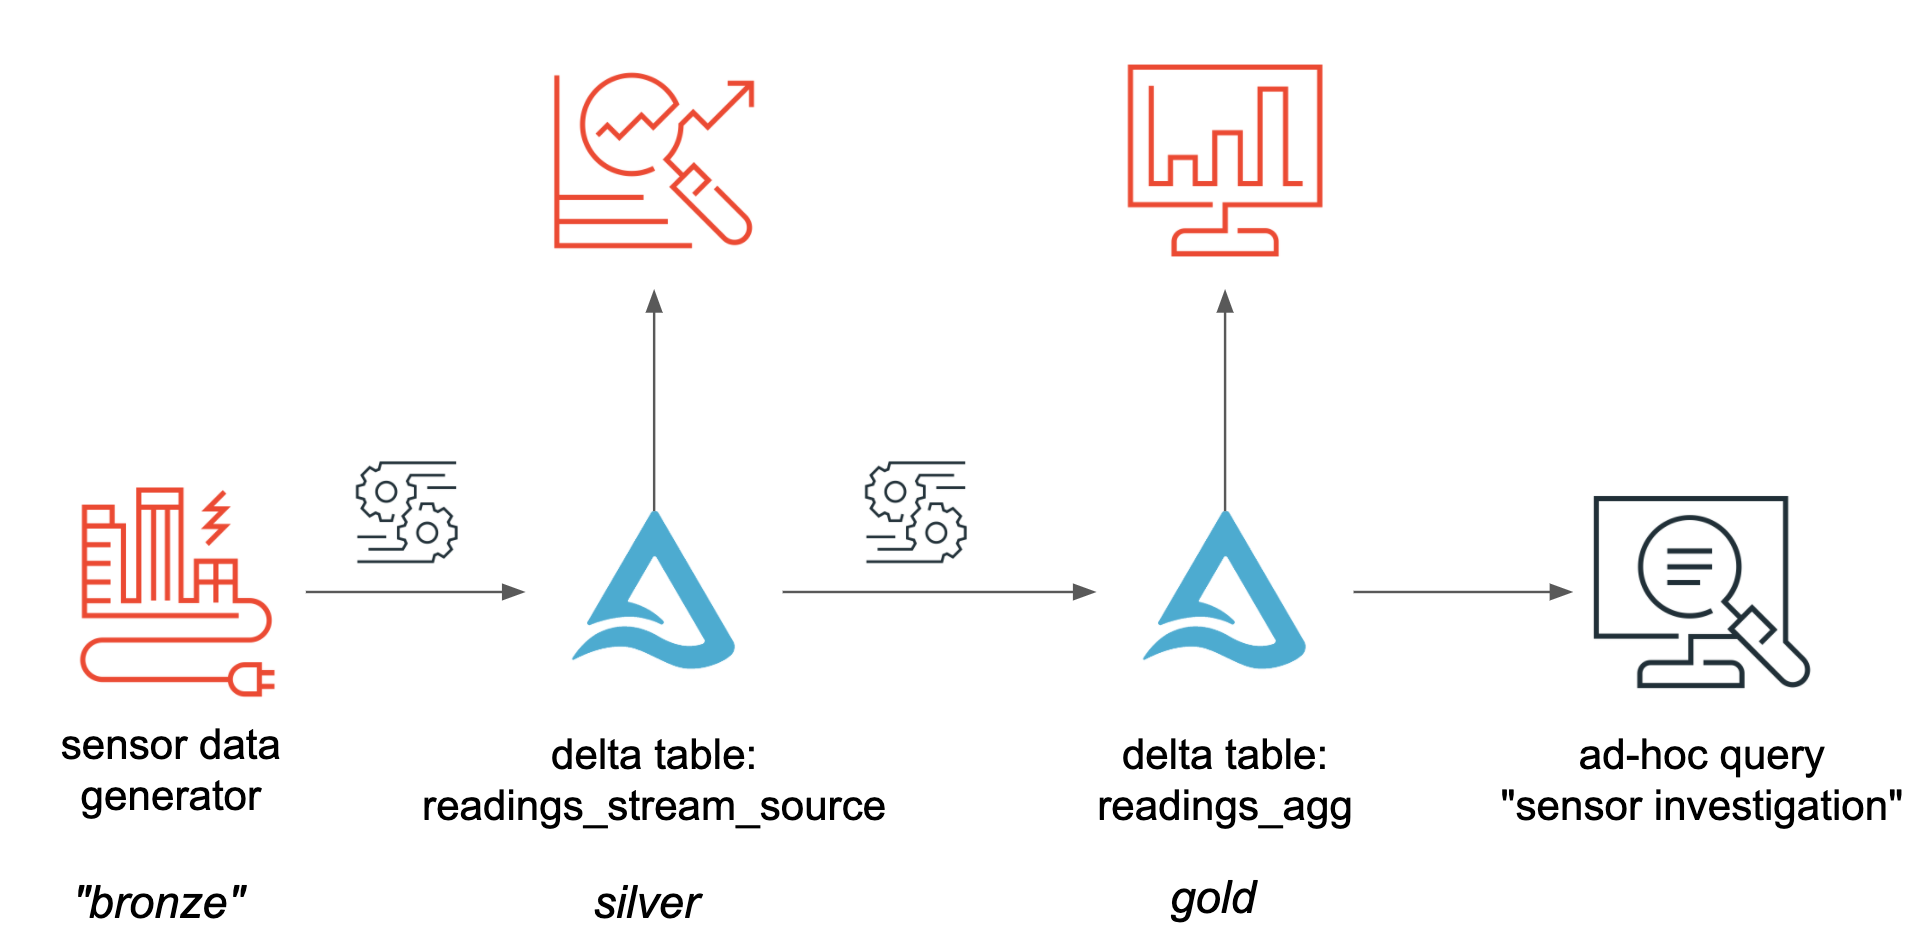 sensor data
generator
"bronze"
delta table:
readings_stream_source
silver
delta table:
readings_agg
gold
ad-hoc query
"sensor investigation"